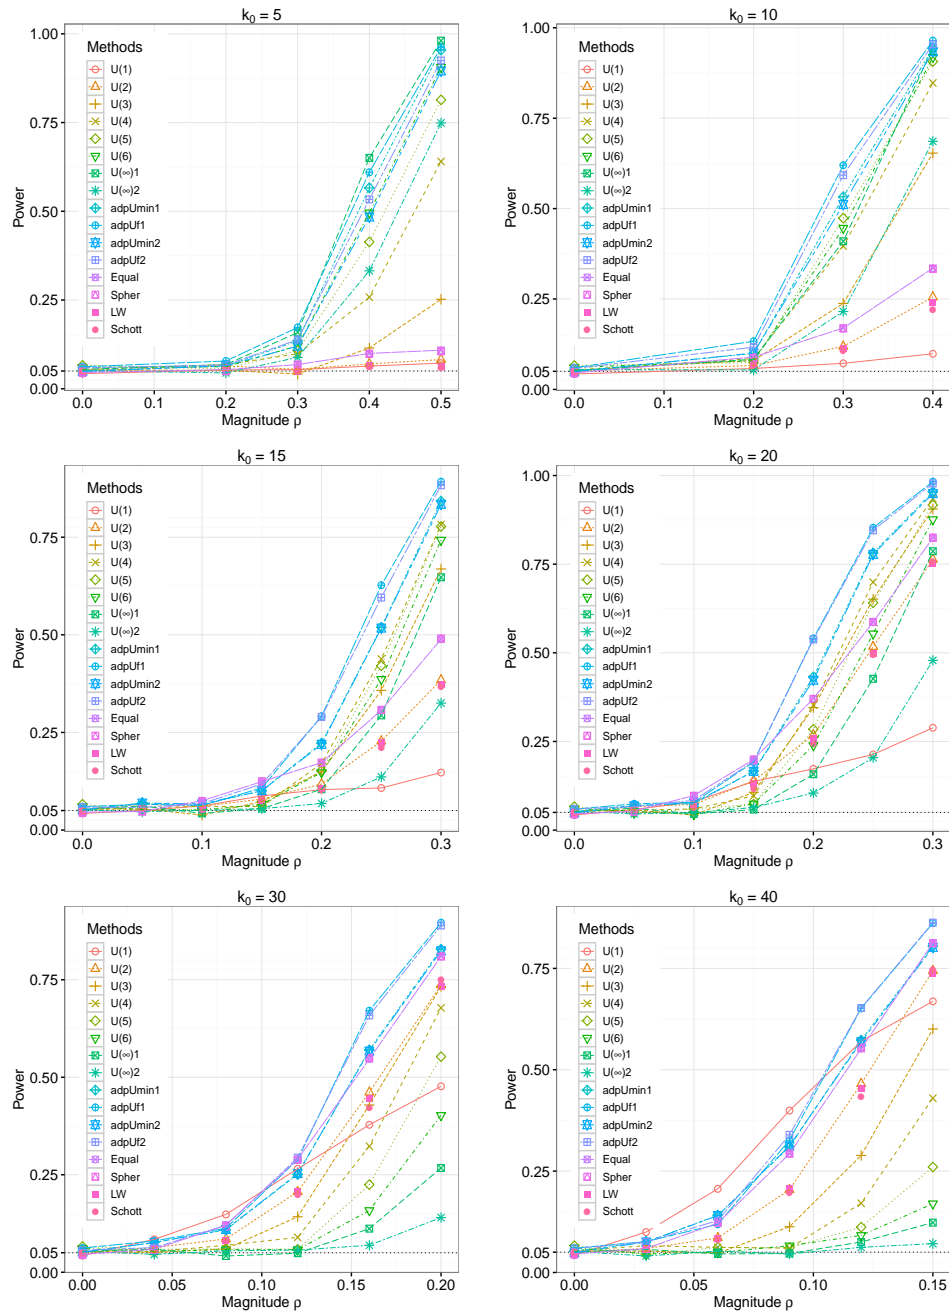 k₀ = 5
Power
1.00
0.75
0.50
0.25
0.05
0.00
Methods
U(1)
U(2)
U(3)
U(4)
U(5)
U(6)
U(∞)1
U(∞)2
adpUmin1
adpUf1
adpUmin2
adpUf2
Equal
Spher
LW
Schott
0.0 0.1 0.2 0.3 0.4 0.5
Magnitude ρ
k₀ = 10
Power
1.00
0.75
0.50
0.25
0.05
0.00
Methods
U(1)
U(2)
U(3)
U(4)
U(5)
U(6)
U(∞)1
U(∞)2
adpUmin1
adpUf1
adpUmin2
adpUf2
Equal
Spher
LW
Schott
0.0 0.1 0.2 0.3 0.4
Magnitude ρ
k₀ = 15
Power
0.75
0.50
0.25
0.05
0.00
Methods
U(1)
U(2)
U(3)
U(4)
U(5)
U(6)
U(∞)1
U(∞)2
adpUmin1
adpUf1
adpUmin2
adpUf2
Equal
Spher
LW
Schott
0.0 0.1 0.2 0.3
Magnitude ρ
k₀ = 20
Power
1.00
0.75
0.50
0.25
0.05
0.00
Methods
U(1)
U(2)
U(3)
U(4)
U(5)
U(6)
U(∞)1
U(∞)2
adpUmin1
adpUf1
adpUmin2
adpUf2
Equal
Spher
LW
Schott
0.0 0.1 0.2 0.3
Magnitude ρ
k₀ = 30
Power
0.75
0.50
0.25
0.05
0.00
Methods
U(1)
U(2)
U(3)
U(4)
U(5)
U(6)
U(∞)1
U(∞)2
adpUmin1
adpUf1
adpUmin2
adpUf2
Equal
Spher
LW
Schott
0.00 0.05 0.10 0.15 0.20
Magnitude ρ
k₀ = 40
Power
0.75
0.50
0.25
0.05
0.00
Methods
U(1)
U(2)
U(3)
U(4)
U(5)
U(6)
U(∞)1
U(∞)2
adpUmin1
adpUf1
adpUmin2
adpUf2
Equal
Spher
LW
Schott
0.00 0.05 0.10 0.15
Magnitude ρ